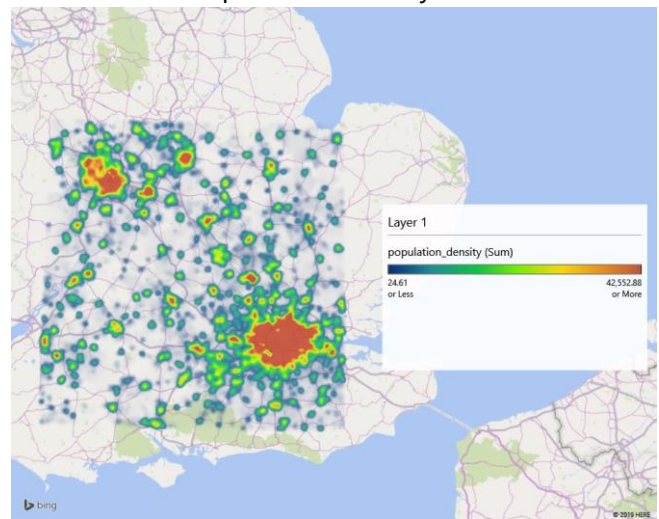 Layer 1
population_density (Sum)
24.61
or Less
42,552.88
or More
bing
© 2019 HERE